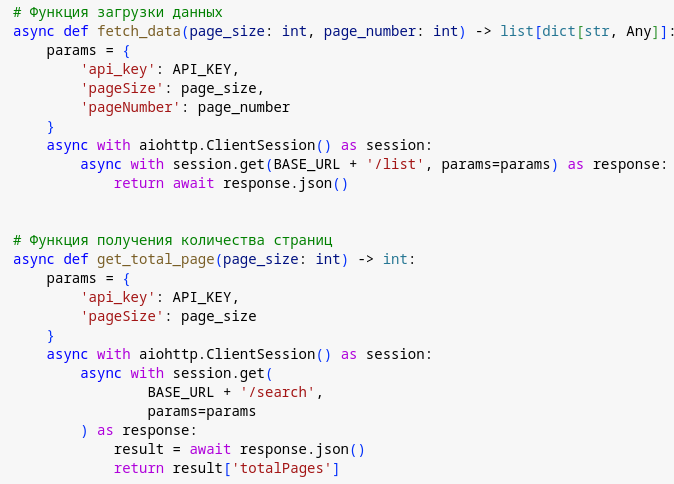 # Функция загрузки данных
async def fetch_data(page_size: int, page_number: int) -> list[dict[str, Any]]:
    params = {
        'api_key': API_KEY,
        'pageSize': page_size,
        'pageNumber': page_number
    }
    async with aiohttp.ClientSession() as session:
        async with session.get(BASE_URL + '/list', params=params) as response:
            return await response.json()
# Функция получения количества страниц
async def get_total_page(page_size: int) -> int:
    params = {
        'api_key': API_KEY,
        'pageSize': page_size
    }
    async with aiohttp.ClientSession() as session:
        async with session.get(
                BASE_URL + '/search',
                params=params
        ) as response:
            result = await response.json()
            return result['totalPages']